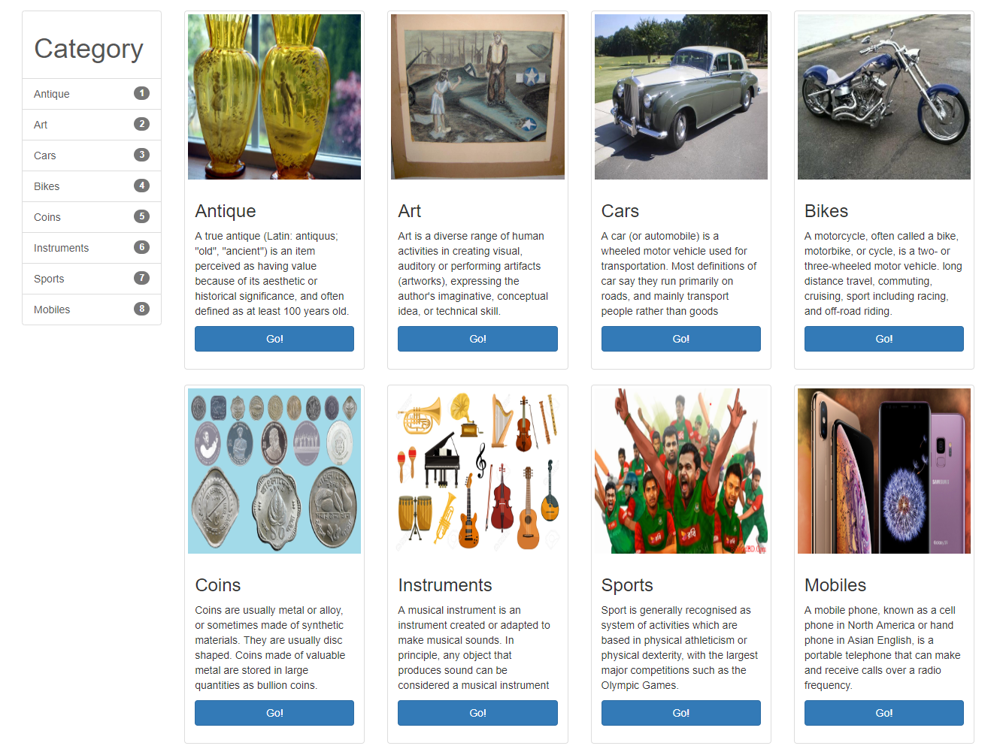 Category
Antique 1
Art 2
Cars 3
Bikes 4
Coins 5
Instruments 6
Sports 7
Mobiles 8
Antique
A true antique (Latin: antiquus;
"old", "ancient") is an item
perceived as having value
because of its aesthetic or
historical significance, and often
defined as at least 100 years old.
Go!
Art
Art is a diverse range of human
activities in creating visual,
auditory or performing artifacts
(artworks), expressing the
author's imaginative, conceptual
idea, or technical skill.
Go!
Cars
A car (or automobile) is a
wheeled motor vehicle used for
transportation. Most definitions of
car say they run primarily on
roads, and mainly transport
people rather than goods
Go!
Bikes
A motorcycle, often called a bike,
motorbike, or cycle, is a two- or
three-wheeled motor vehicle. long
distance travel, commuting,
cruising, sport including racing,
and off-road riding.
Go!
Coins
Coins are usually metal or alloy,
or sometimes made of synthetic
materials. They are usually disc
shaped. Coins made of valuable
metal are stored in large
quantities as bullion coins.
Go!
Instruments
A musical instrument is an
instrument created or adapted to
make musical sounds. In
principle, any object that
produces sound can be
considered a musical instrument
Go!
রবি
রবি
রবি
Sports
Sport is generally recognised as
system of activities which are
based in physical athleticism or
physical dexterity, with the largest
major competitions such as the
Olympic Games.
Go!
SAMSUNG
Galaxy S9
Mobiles
A mobile phone, known as a cell
phone in North America or hand
phone in Asian English, is a
portable telephone that can make
and receive calls over a radio
frequency.
Go!